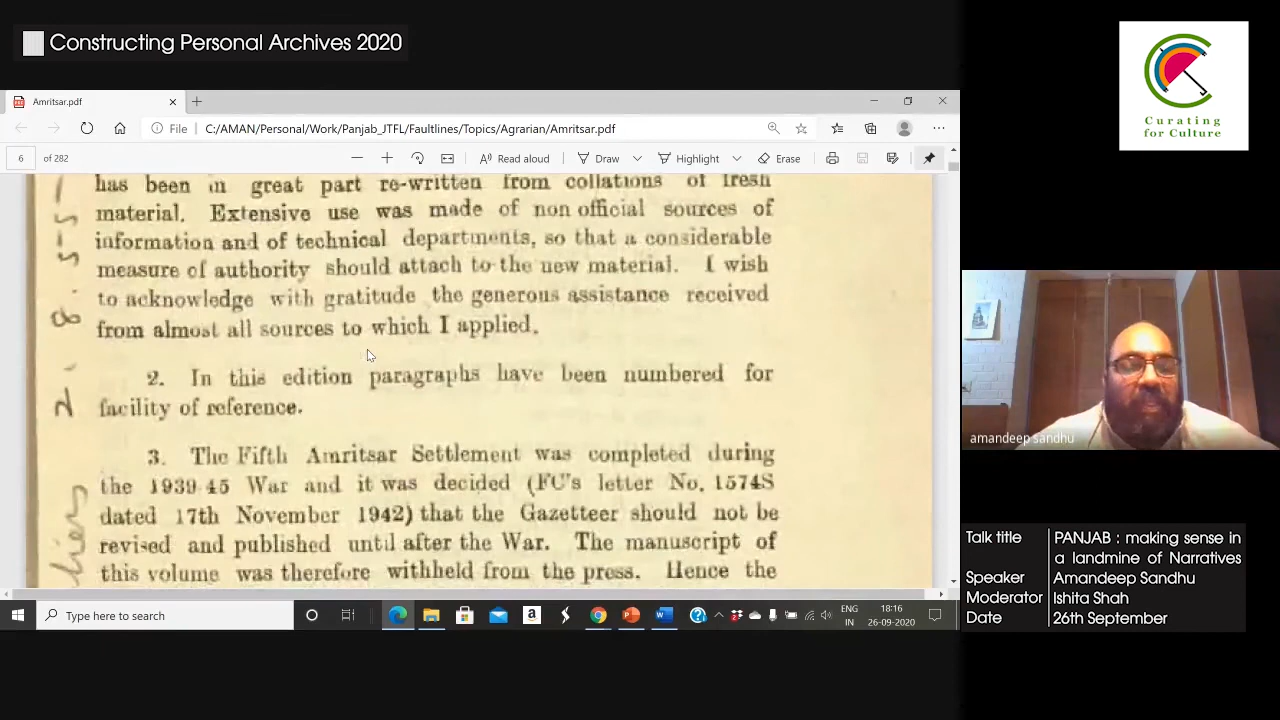 Constructing Personal Archives 2020
Curating
for Culture
Amritsar.pdf
File C:/AMAN/Personal/Work/Panjab_JTFL/Faultlines/Topics/Agrarian/Amritsar.pdf
6 of 282 Read aloud Draw Highlight Erase
has been in great part re-written from collations of fresh
material. Extensive use was made of non official sources of
information and of technical departments, so that a considerable
measure of authority should attach to the new material. I wish
to acknowledge with gratitude the generous assistance received
from almost all sources to which I applied.
2. In this edition paragraphs have been numbered for
facility of reference.
3. The Fifth Amritsar Settlement was completed during
the 1939 45 War and it was decided (FC's letter No. 1574S
dated 17th November 1942) that the Gazetteer should not be
revised and published until after the War. The manuscript of
this volume was therefore withheld from the press. Hence the
amandeep sandhu
Talk title PANJAB : making sense in
a landmine of Narratives
Speaker Amandeep Sandhu
Moderator Ishita Shah
Date 26th September
Type here to search
ENG
IN
18:16
26-09-2020